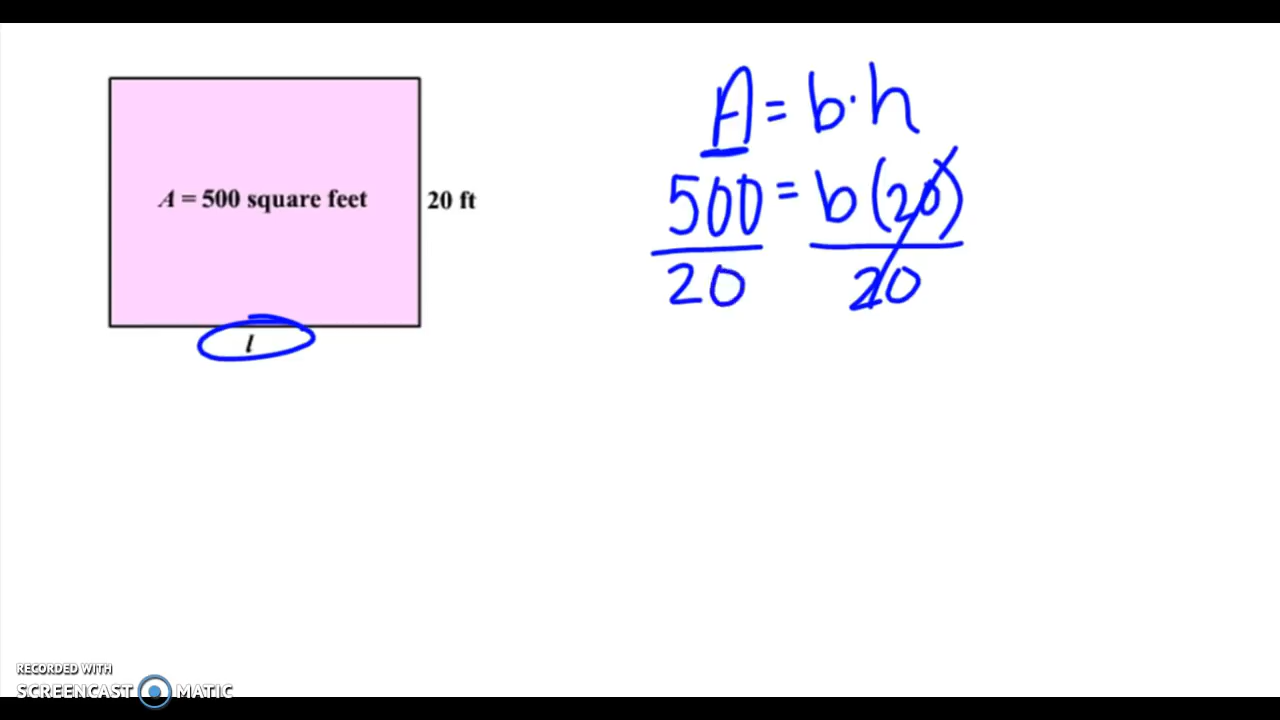 A = 500 square feet
20 ft
l
A = b · h
500 = b (20)
20 20
RECORDED WITH
SCREENCAST MATIC